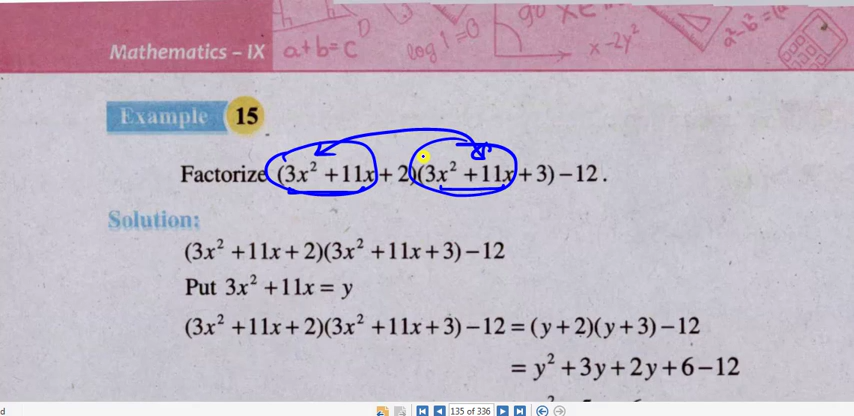 a+b=c D log 1=0 90 x-2y² a²-b²=(a
Mathematics – IX
Example 15
Factorize (3x² +11x+2)(3x² +11x+3)−12.
Solution:
(3x² +11x+2)(3x² +11x+3)−12
Put 3x² +11x = y
(3x² +11x+2)(3x² +11x+3)−12 = (y+2)(y+3)−12
= y² +3y+2y+6−12
135 of 336